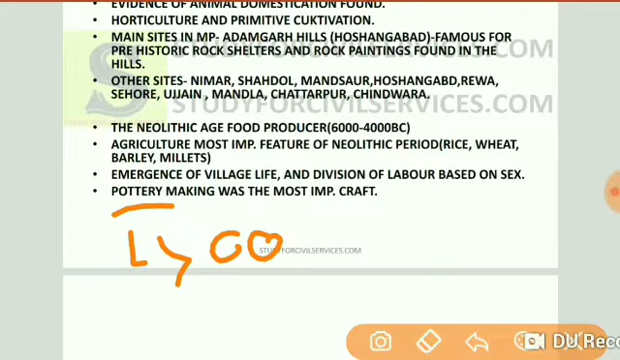 EVIDENCE OF ANIMAL DOMESTICATION FOUND.
• HORTICULTURE AND PRIMITIVE CUKTIVATION.
• MAIN SITES IN MP- ADAMGARH HILLS (HOSHANGABAD)-FAMOUS FOR
PRE HISTORIC ROCK SHELTERS AND ROCK PAINTINGS FOUND IN THE
HILLS.
• OTHER SITES- NIMAR, SHAHDOL, MANDSAUR,HOSHANGABD,REWA,
SEHORE, UJJAIN , MANDLA, CHATTARPUR, CHINDWARA.
STUDYFORCIVILSERVICES.COM
• THE NEOLITHIC AGE FOOD PRODUCER(6000-4000BC)
• AGRICULTURE MOST IMP. FEATURE OF NEOLITHIC PERIOD(RICE, WHEAT,
BARLEY, MILLETS)
• EMERGENCE OF VILLAGE LIFE, AND DIVISION OF LABOUR BASED ON SEX.
• POTTERY MAKING WAS THE MOST IMP. CRAFT.
STUDYFORCIVILSERVICES.COM
DU Reco